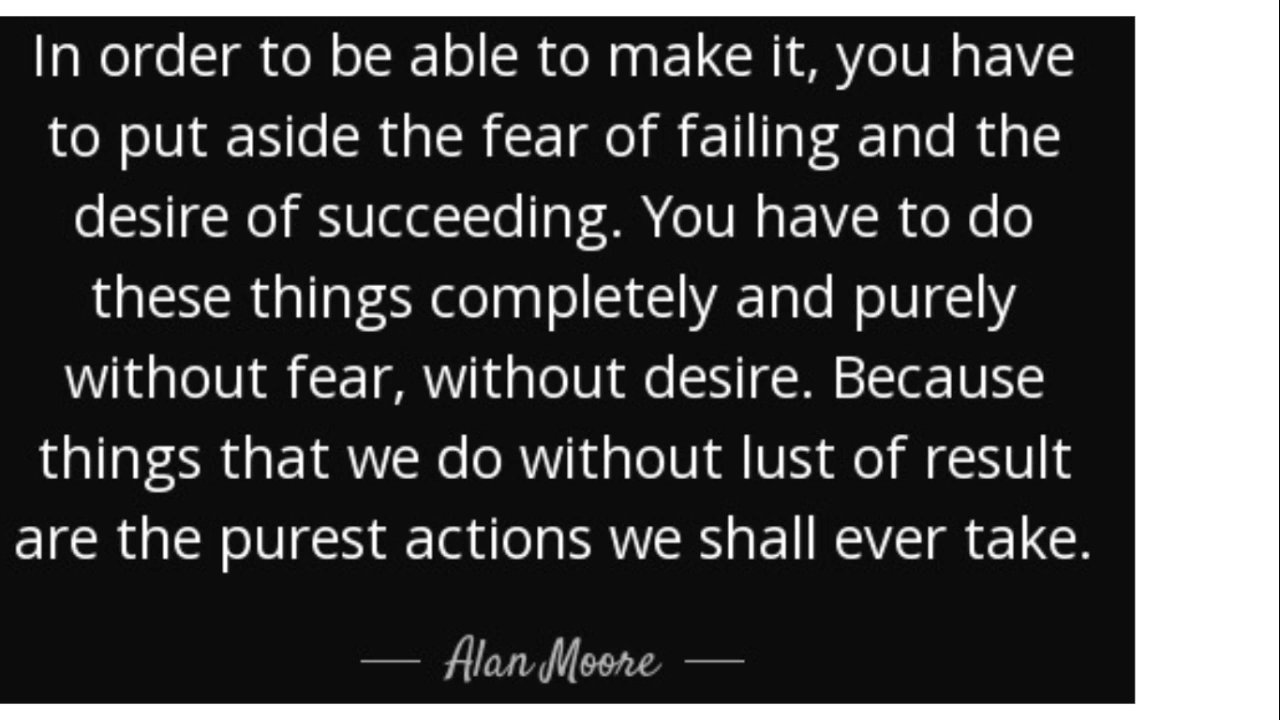 In order to be able to make it, you have
to put aside the fear of failing and the
desire of succeeding. You have to do
these things completely and purely
without fear, without desire. Because
things that we do without lust of result
are the purest actions we shall ever take.
Alan Moore